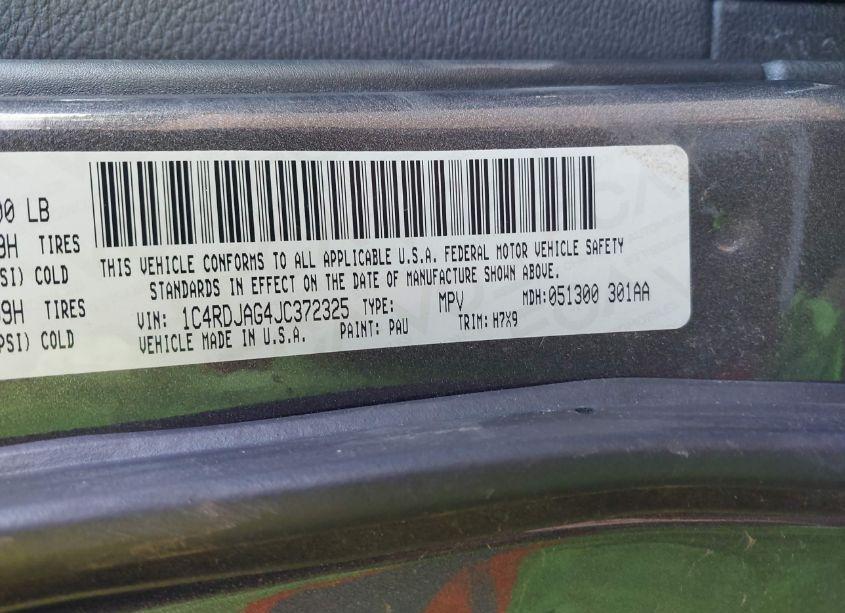 00 LB
9H TIRES
SI) COLD
69H TIRES
PSI) COLD
THIS VEHICLE CONFORMS TO ALL APPLICABLE U.S.A. FEDERAL MOTOR VEHICLE SAFETY
STANDARDS IN EFFECT ON THE DATE OF MANUFACTURE SHOWN ABOVE.
VIN: 1C4RDJAG4JC372325 TYPE: MPV MDH:051300 301AA
VEHICLE MADE IN U.S.A. PAINT: PAU TRIM: H7X9